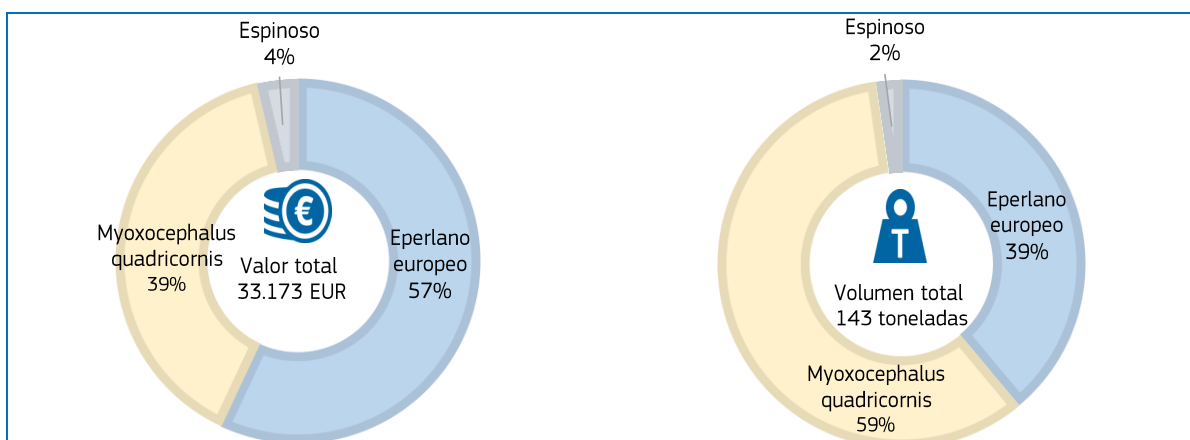 Espinoso
4%
Myoxocephalus
quadricornis
39%
€
Valor total
33.173 EUR
Eperlano
europeo
57%
Espinoso
2%
Eperlano
europeo
39%
T
Volumen total
143 toneladas
Myoxocephalus
quadricornis
59%